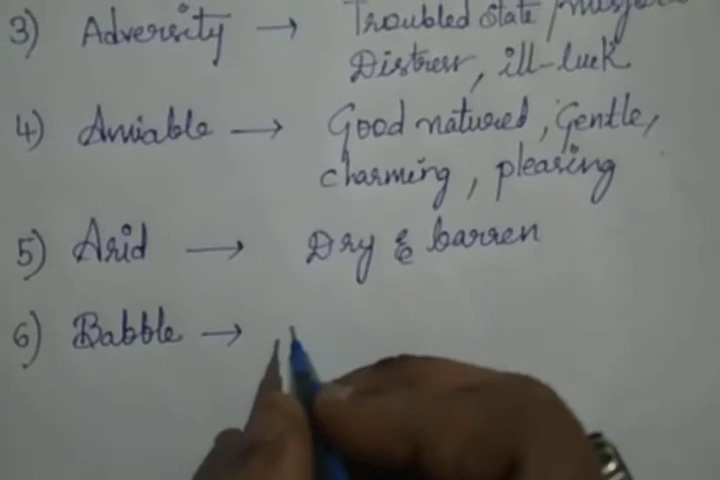 3) Adversity → Troubled state,
Distress, ill-luck
4) Amiable → Good natured, Gentle,
charming, pleasing
5) Arid → Dry & barren
6) Babble →